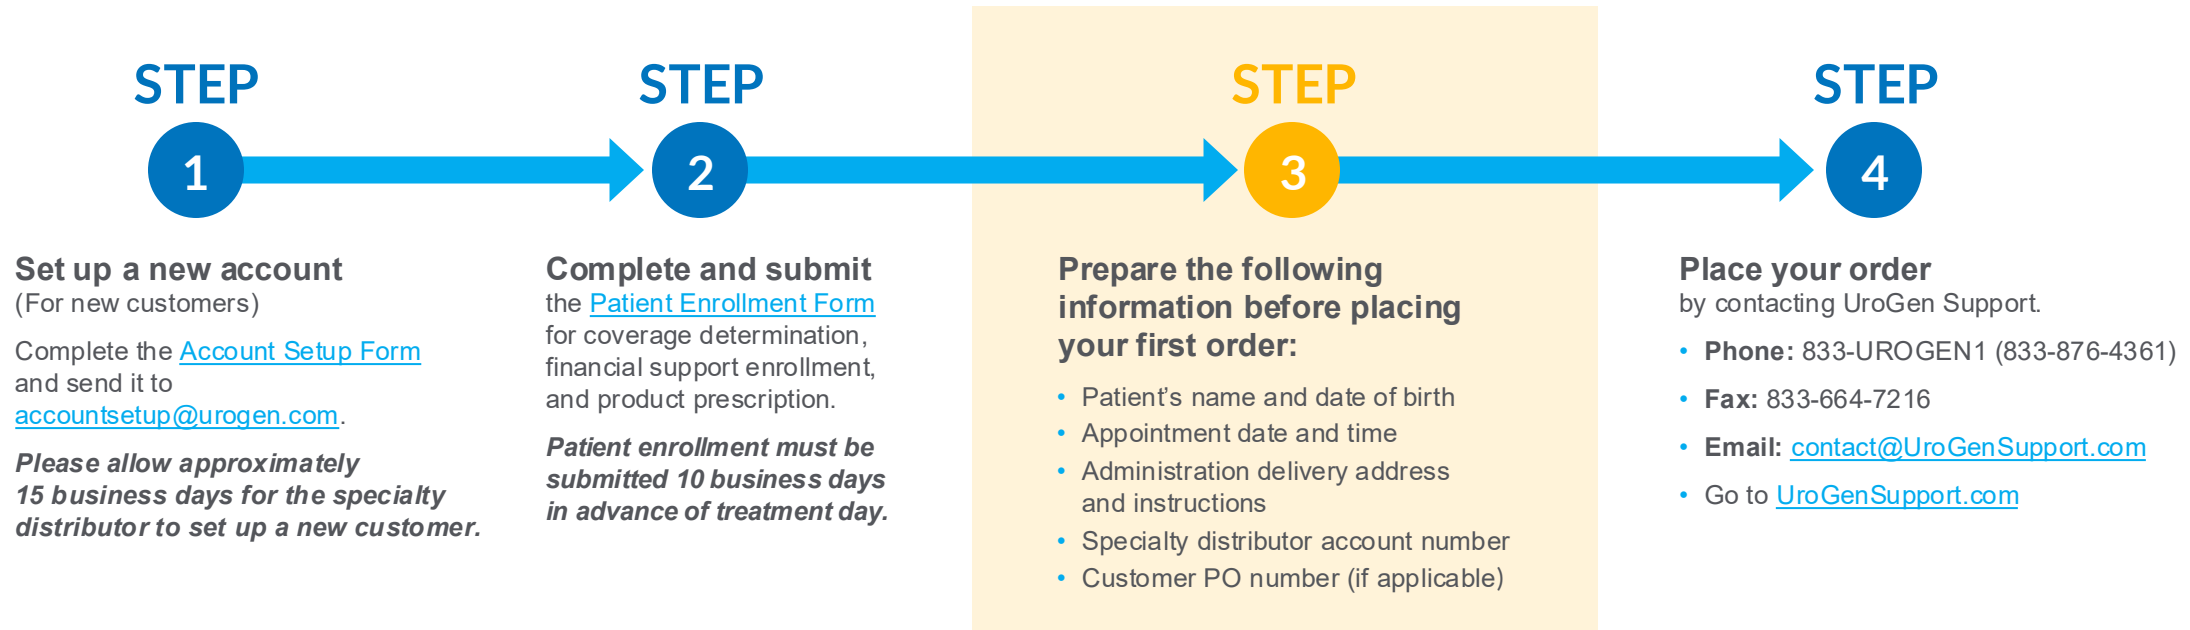 STEP
1
Set up a new account
(For new customers)
Complete the Account Setup Form
and send it to
accountsetup@urogen.com.
Please allow approximately
15 business days for the specialty
distributor to set up a new customer.
STEP
2
Complete and submit
the Patient Enrollment Form
for coverage determination,
financial support enrollment,
and product prescription.
Patient enrollment must be
submitted 10 business days
in advance of treatment day.
STEP
3
Prepare the following
information before placing
your first order:
• Patient’s name and date of birth
• Appointment date and time
• Administration delivery address
and instructions
• Specialty distributor account number
• Customer PO number (if applicable)
STEP
4
Place your order
by contacting UroGen Support.
• Phone: 833-UROGEN1 (833-876-4361)
• Fax: 833-664-7216
• Email: contact@UroGenSupport.com
• Go to UroGenSupport.com